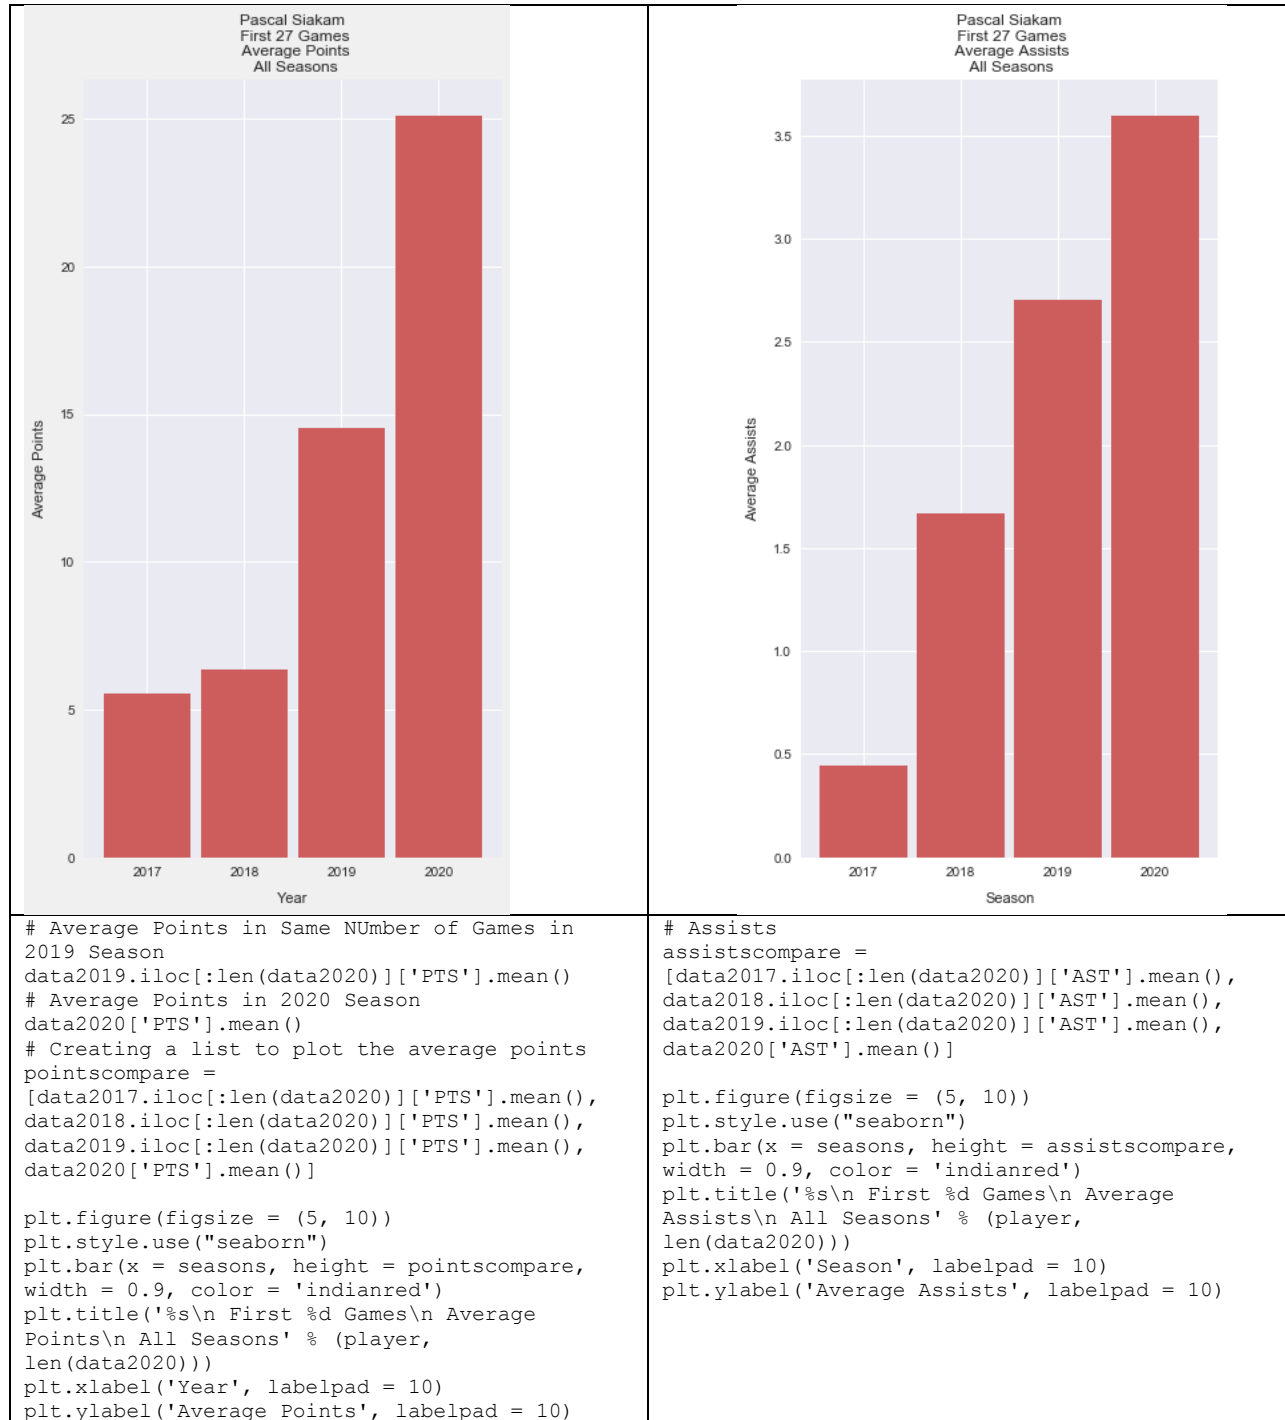 Pascal Siakam
First 27 Games
Average Points
All Seasons
25
20
15
10
5
0
Average Points
2017 2018 2019 2020
Year
Pascal Siakam
First 27 Games
Average Assists
All Seasons
3.5
3.0
2.5
2.0
1.5
1.0
0.5
0.0
Average Assists
2017 2018 2019 2020
Season
# Average Points in Same NUmber of Games in
2019 Season
data2019.iloc[:len(data2020)]['PTS'].mean()
# Average Points in 2020 Season
data2020['PTS'].mean()
# Creating a list to plot the average points
pointscompare =
[data2017.iloc[:len(data2020)]['PTS'].mean(),
data2018.iloc[:len(data2020)]['PTS'].mean(),
data2019.iloc[:len(data2020)]['PTS'].mean(),
data2020['PTS'].mean()]
plt.figure(figsize = (5, 10))
plt.style.use("seaborn")
plt.bar(x = seasons, height = pointscompare,
width = 0.9, color = 'indianred')
plt.title('%s\n First %d Games\n Average
Points\n All Seasons' % (player,
len(data2020)))
plt.xlabel('Year', labelpad = 10)
plt.ylabel('Average Points', labelpad = 10)
# Assists
assistscompare =
[data2017.iloc[:len(data2020)]['AST'].mean(),
data2018.iloc[:len(data2020)]['AST'].mean(),
data2019.iloc[:len(data2020)]['AST'].mean(),
data2020['AST'].mean()]
plt.figure(figsize = (5, 10))
plt.style.use("seaborn")
plt.bar(x = seasons, height = assistscompare,
width = 0.9, color = 'indianred')
plt.title('%s\n First %d Games\n Average
Assists\n All Seasons' % (player,
len(data2020)))
plt.xlabel('Season', labelpad = 10)
plt.ylabel('Average Assists', labelpad = 10)